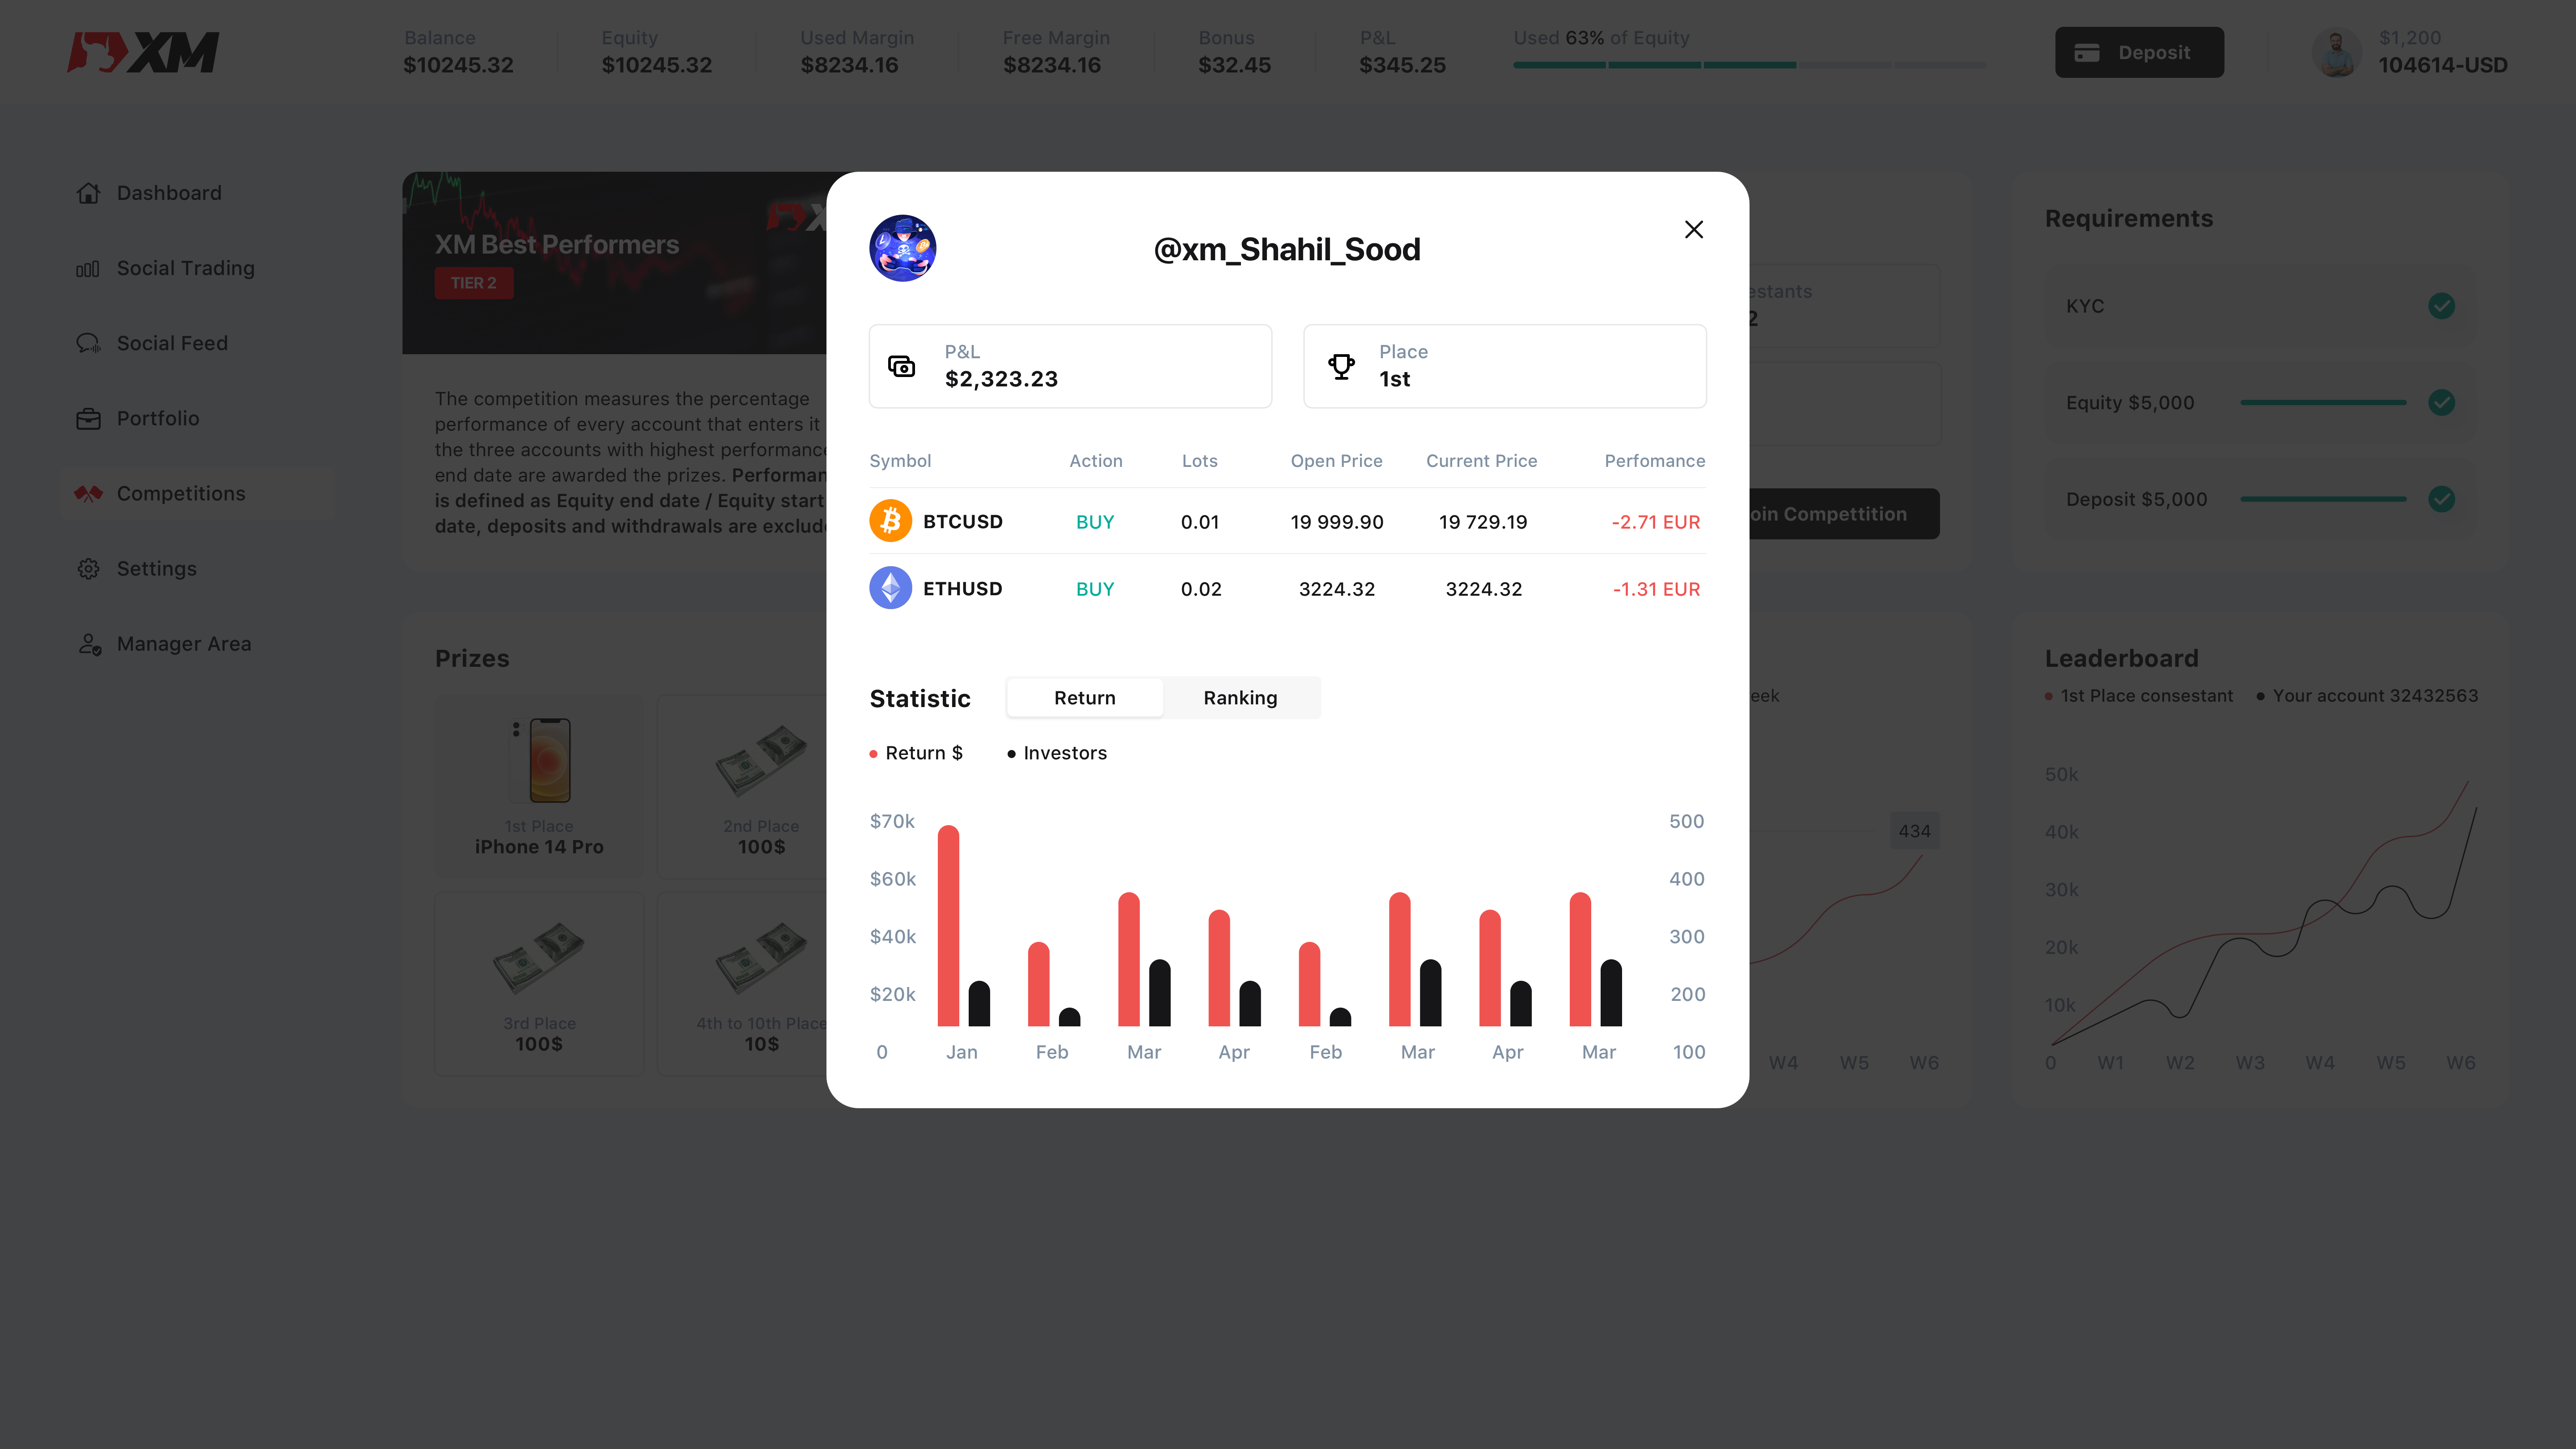 XM
Balance
$10245.32
Equity
$10245.32
Used Margin
$8234.16
Free Margin
$8234.16
Bonus
$32.45
P&L
$345.25
Used 63% of Equity
Deposit
$1,200
104614-USD
Dashboard
Social Trading
Social Feed
Portfolio
Competitions
Settings
Manager Area
XM Best Performers
TIER 2
The competition measures the percentage
performance of every account that enters it
the three accounts with highest performance
end date are awarded the prizes. Performan
is defined as Equity end date / Equity start
date, deposits and withdrawals are exclude
Prizes
1st Place
iPhone 14 Pro
2nd Place
100$
3rd Place
100$
4th to 10th Place
10$
@xm_Shahil_Sood
P&L
$2,323.23
Place
1st
Symbol Action Lots Open Price Current Price Perfomance
BTCUSD BUY 0.01 19 999.90 19 729.19 -2.71 EUR
ETHUSD BUY 0.02 3224.32 3224.32 -1.31 EUR
Statistic
Return
Ranking
Return $
Investors
$70k
$60k
$40k
$20k
0
Jan Feb Mar Apr Feb Mar Apr Mar
500
400
300
200
100
estants
2
oin Compettition
eek
434
W4 W5 W6
Requirements
KYC
Equity $5,000
Deposit $5,000
Leaderboard
1st Place consestant
Your account 32432563
50k
40k
30k
20k
10k
0 W1 W2 W3 W4 W5 W6